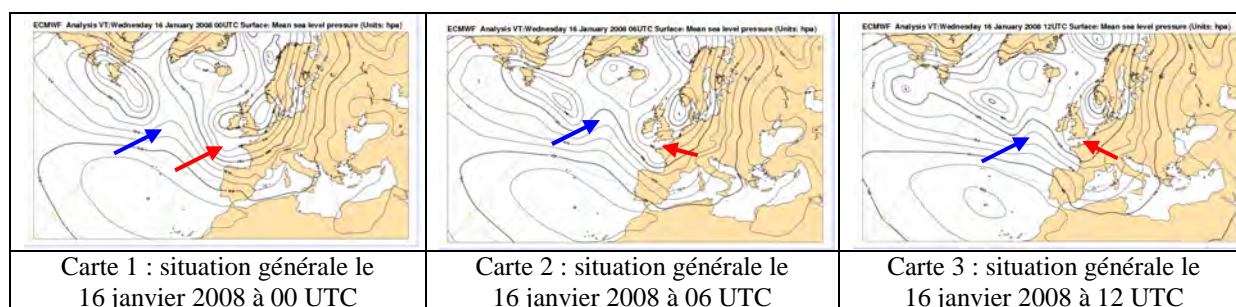 ECMWF Analysis VT:Wednesday 16 January 2008 00UTC Surface: Mean sea level pressure (Units: hpa)
ECMWF Analysis VT:Wednesday 16 January 2008 06UTC Surface: Mean sea level pressure (Units: hpa)
ECMWF Analysis VT:Wednesday 16 January 2008 12UTC Surface: Mean sea level pressure (Units: hpa)
Carte 1 : situation générale le
16 janvier 2008 à 00 UTC
Carte 2 : situation générale le
16 janvier 2008 à 06 UTC
Carte 3 : situation générale le
16 janvier 2008 à 12 UTC